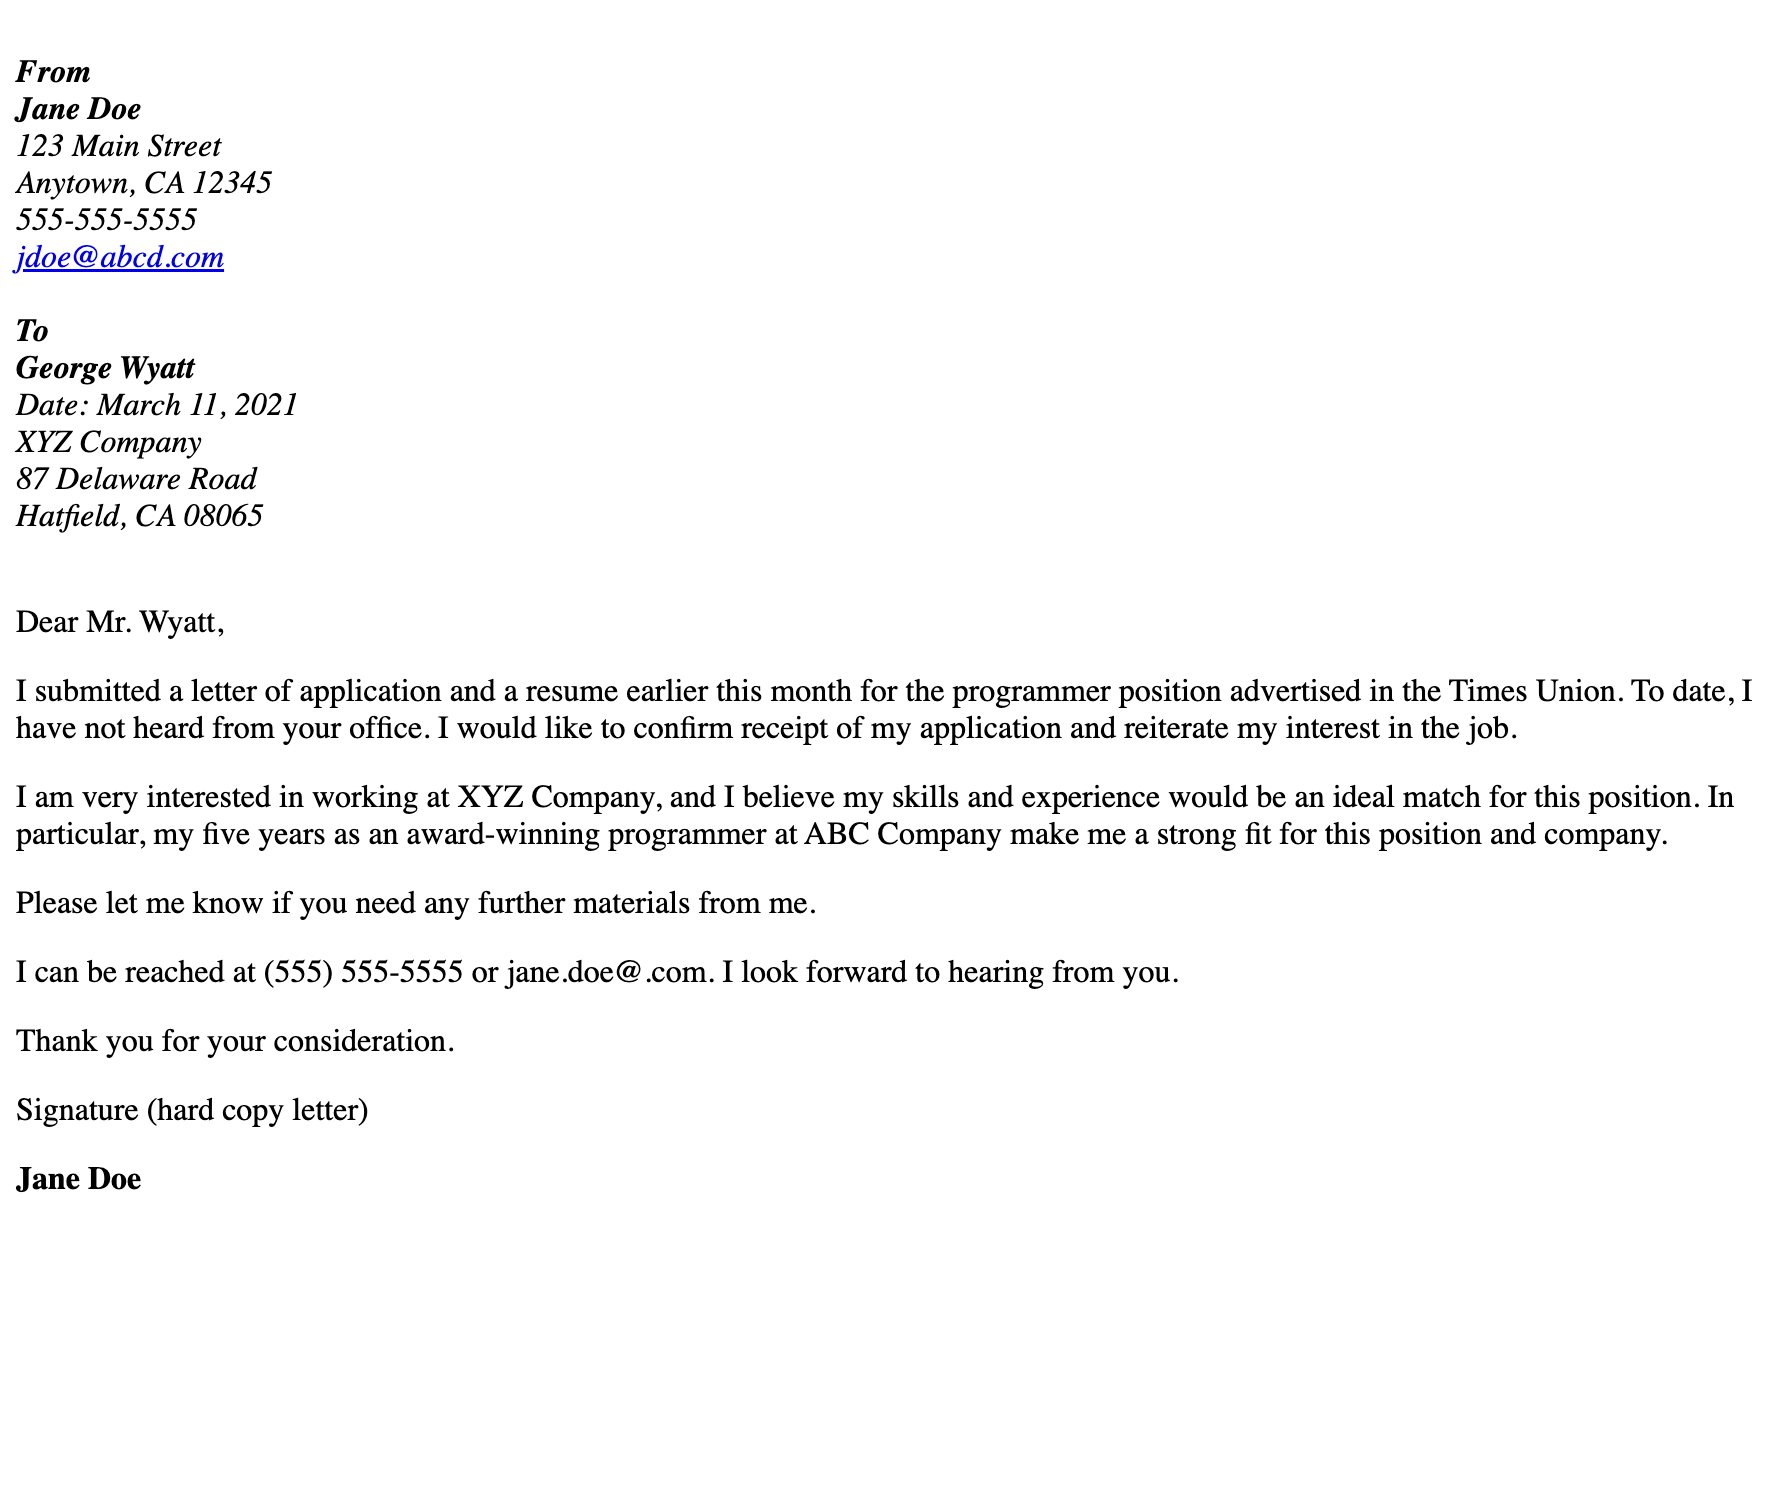 From
Jane Doe
123 Main Street
Anytown, CA 12345
555-555-5555
jdoe@abcd.com
To
George Wyatt
Date: March 11, 2021
XYZ Company
87 Delaware Road
Hatfield, CA 08065
Dear Mr. Wyatt,
I submitted a letter of application and a resume earlier this month for the programmer position advertised in the Times Union. To date, I
have not heard from your office. I would like to confirm receipt of my application and reiterate my interest in the job.
I am very interested in working at XYZ Company, and I believe my skills and experience would be an ideal match for this position. In
particular, my five years as an award-winning programmer at ABC Company make me a strong fit for this position and company.
Please let me know if you need any further materials from me.
I can be reached at (555) 555-5555 or jane.doe@.com. I look forward to hearing from you.
Thank you for your consideration.
Signature (hard copy letter)
Jane Doe